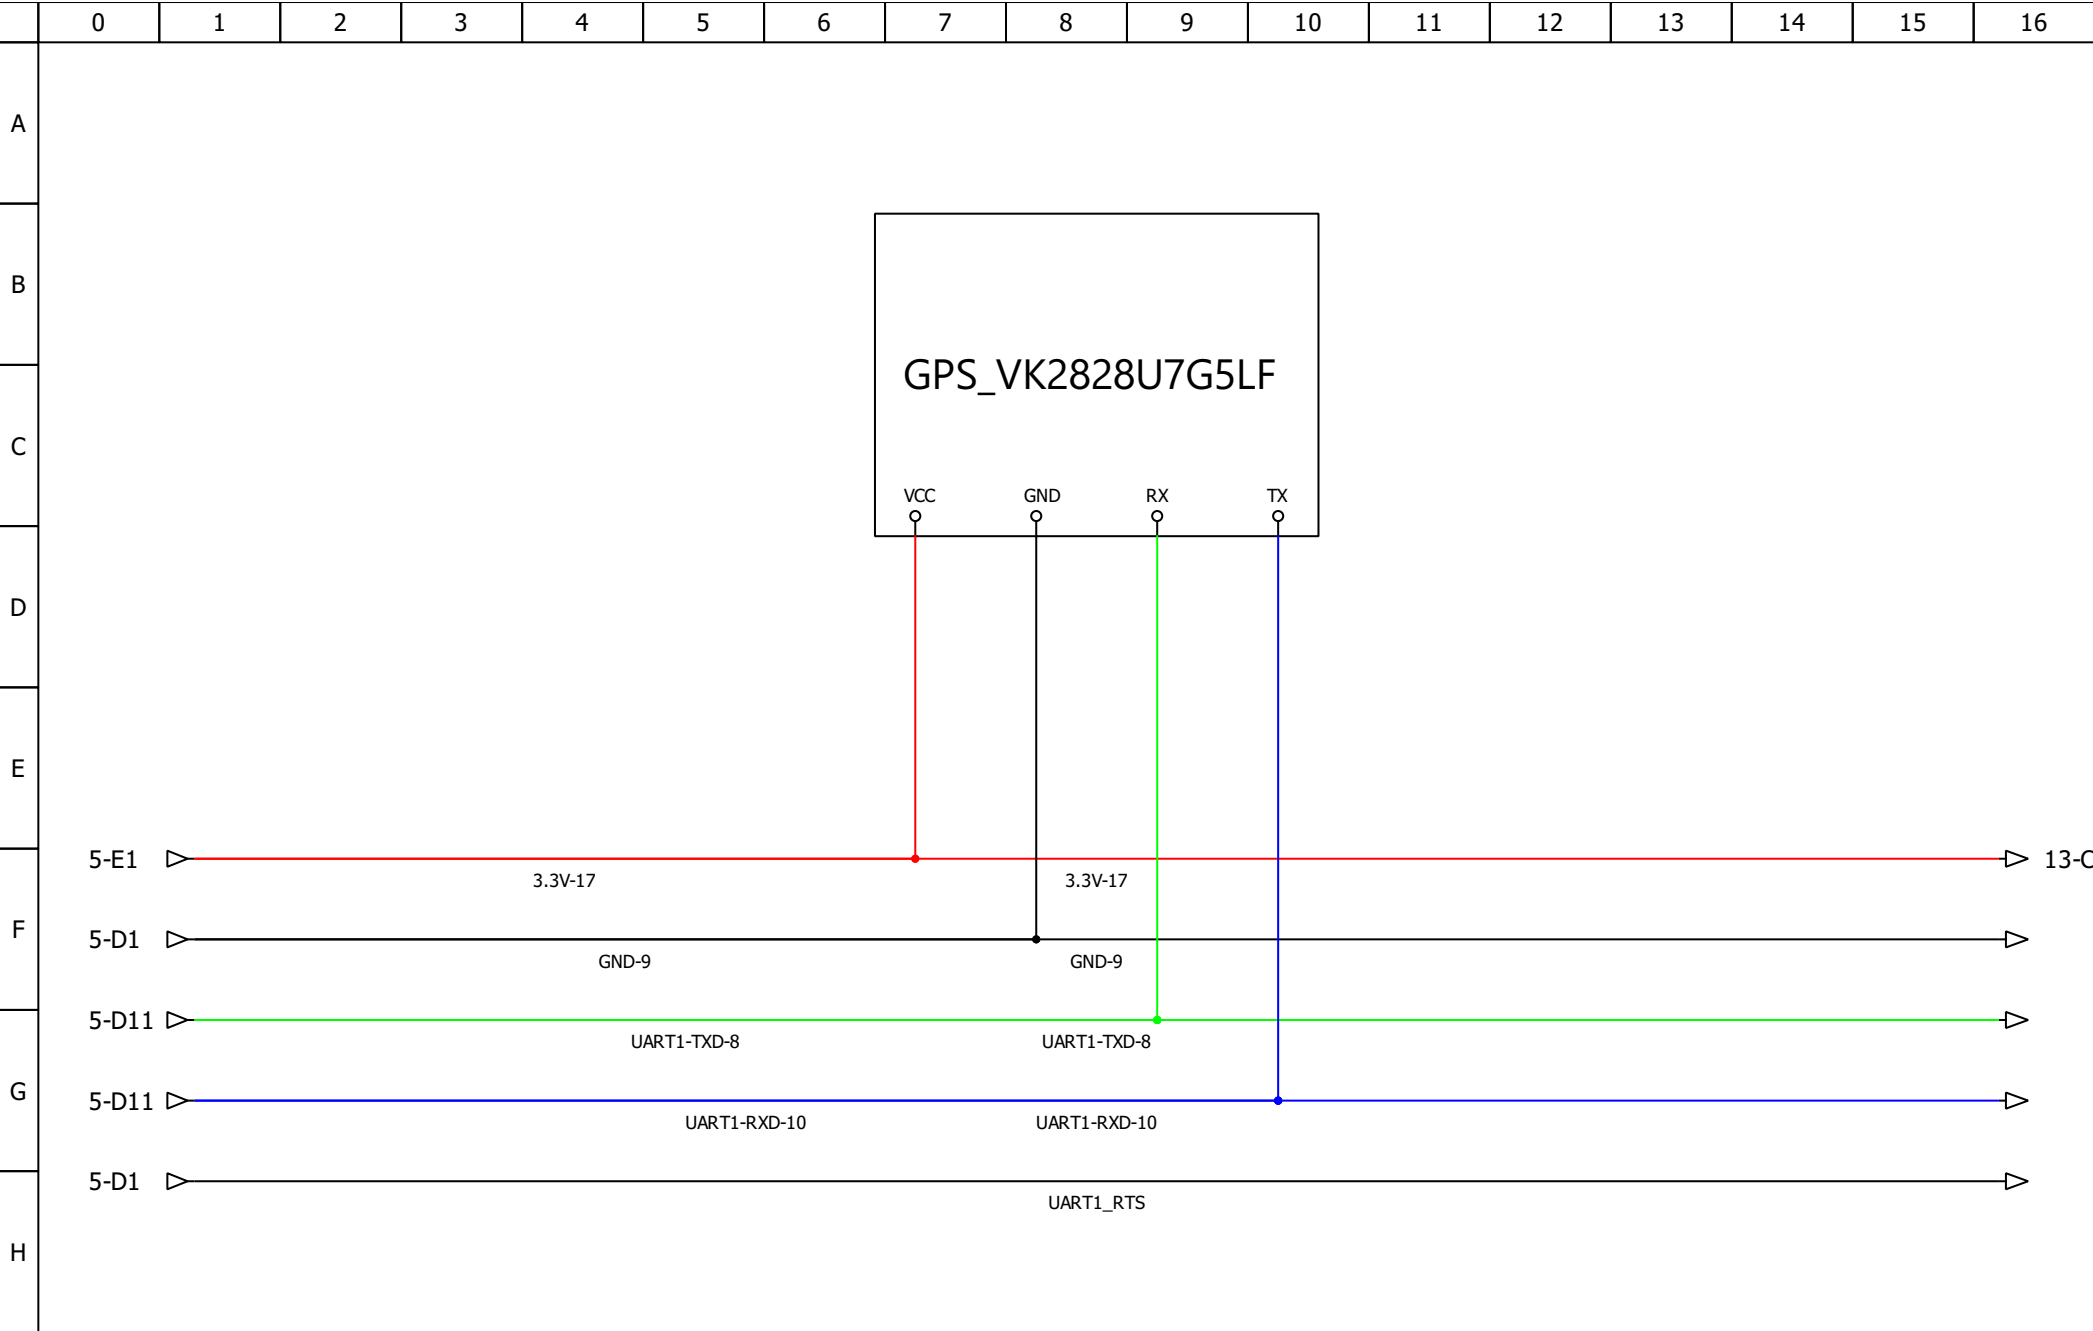 0 1 2 3 4 5 6 7 8 9 10 11 12 13 14 15 16
A
B
GPS_VK2828U7G5LF
C
VCC GND RX TX
D
E
5-E1
3.3V-17 3.3V-17
F
5-D1
GND-9 GND-9
5-D11
UART1-TXD-8 UART1-TXD-8
G
5-D11
UART1-RXD-10 UART1-RXD-10
5-D1
UART1_RTS
H